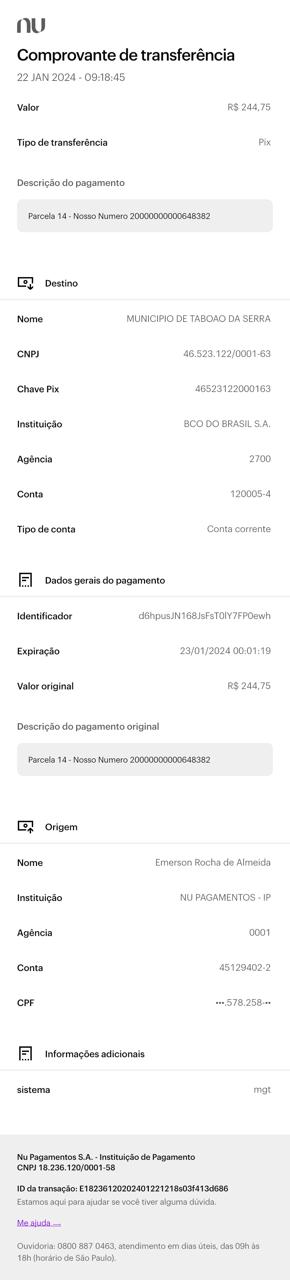 nu
Comprovante de transferência
22 JAN 2024 - 09:18:45
Valor R$ 244,75
Tipo de transferência Pix
Descrição do pagamento
Parcela 14 - Nosso Numero 20000000000648382
Destino
Nome MUNICIPIO DE TABOAO DA SERRA
CNPJ 46.523.122/0001-63
Chave Pix 46523122000163
Instituição BCO DO BRASIL S.A.
Agência 2700
Conta 120005-4
Tipo de conta Conta corrente
Dados gerais do pagamento
Identificador d6hpusJN168JsFsT0lY7FP0ewh
Expiração 23/01/2024 00:01:19
Valor original R$ 244,75
Descrição do pagamento original
Parcela 14 - Nosso Numero 20000000000648382
Origem
Nome Emerson Rocha de Almeida
Instituição NU PAGAMENTOS - IP
Agência 0001
Conta 45129402-2
CPF •••.578.258-••
Informações adicionais
sistema mgt
Nu Pagamentos S.A. - Instituição de Pagamento
CNPJ 18.236.120/0001-58
ID da transação: E18236120202401221218s03f413d686
Estamos aqui para ajudar se você tiver alguma dúvida.
Me ajuda
Ouvidoria: 0800 887 0463, atendimento em dias úteis, das 09h às
18h (horário de São Paulo).